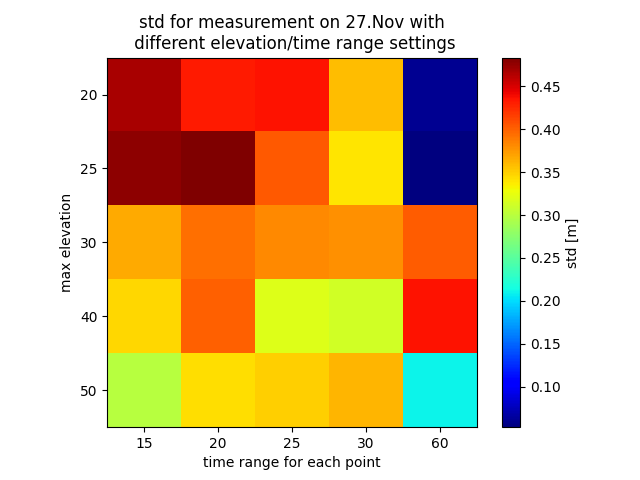 std for measurement on 27.Nov with
different elevation/time range settings
20
25
30
40
50
max elevation
15 20 25 30 60
time range for each point
0.45
0.40
0.35
0.30
0.25
0.20
0.15
0.10
std [m]